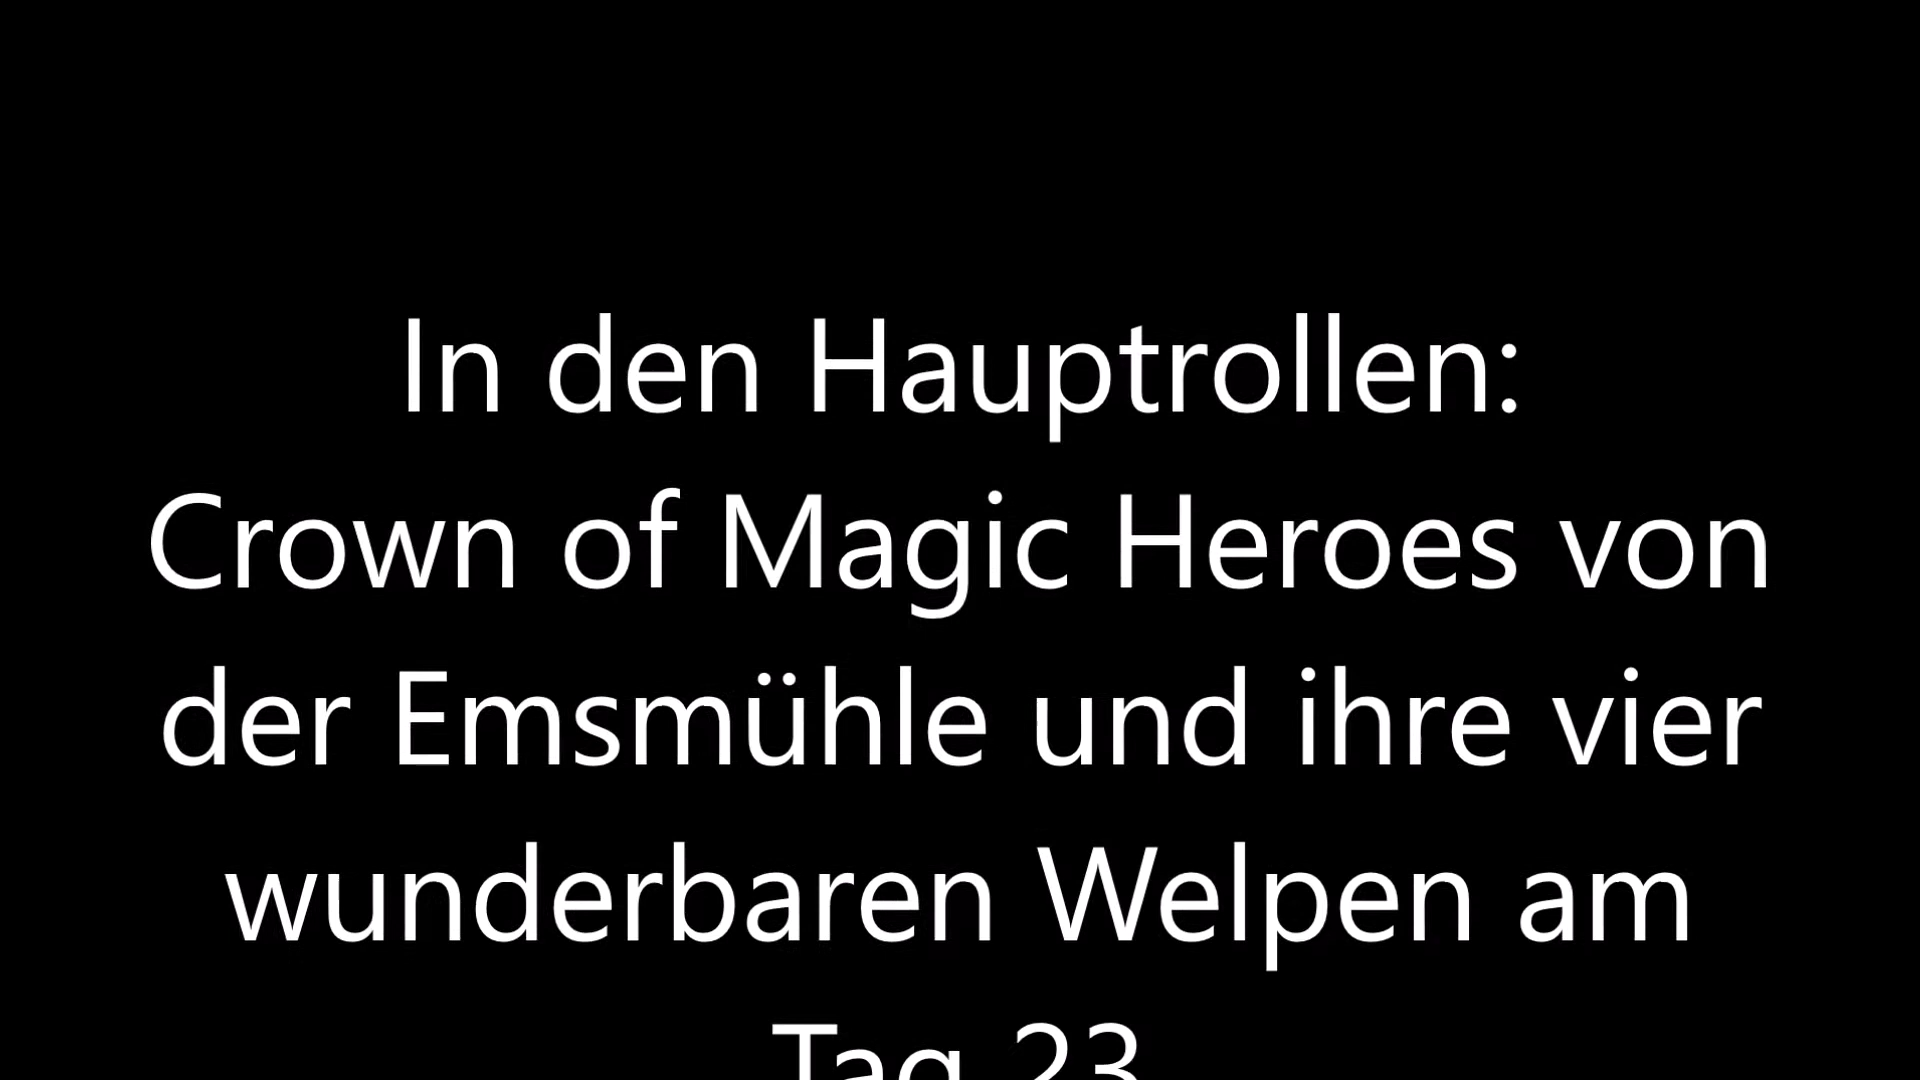 In den Hauptrollen:
Crown of Magic Heroes von
der Emsmühle und ihre vier
wunderbaren Welpen am
Tag 23